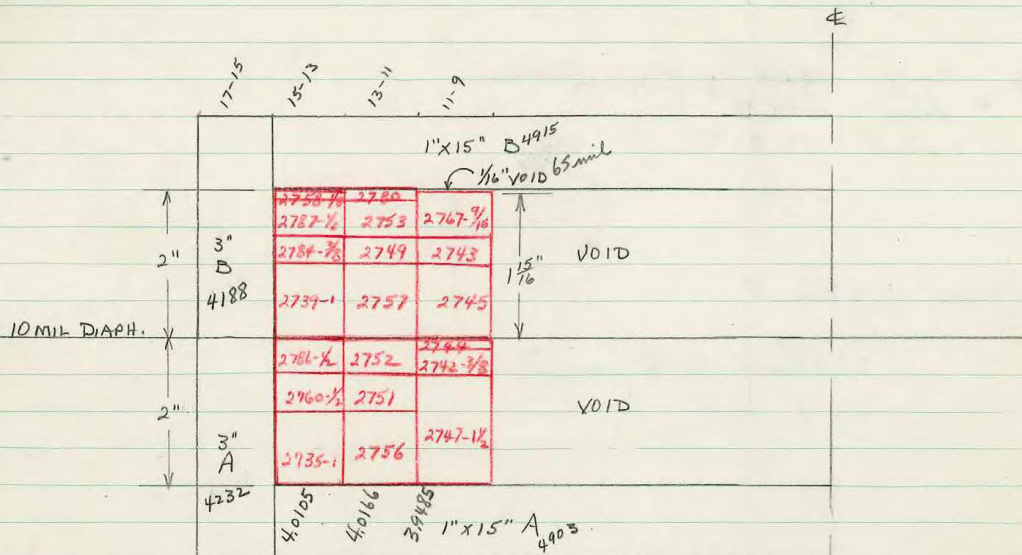 ℄
17-15 15-13 13-11 11-9
1"X15" B 4915
1/16" VOID 65 mil
2758-1/8 2780
2787-1/2 2753 2767-9/16
2784-3/8 2749 2743
2739-1 2757 2745
2"
3"
B
4188
1 15/16"
VOID
10 MIL DIAPH.
2744
2786-1/2 2752 2742-3/8
2760-1/2 2751
2747-1 1/2
2735-1 2756
2"
3"
A
4232
VOID
4.0105 4.0166 3.9485
1"X15" A 4903